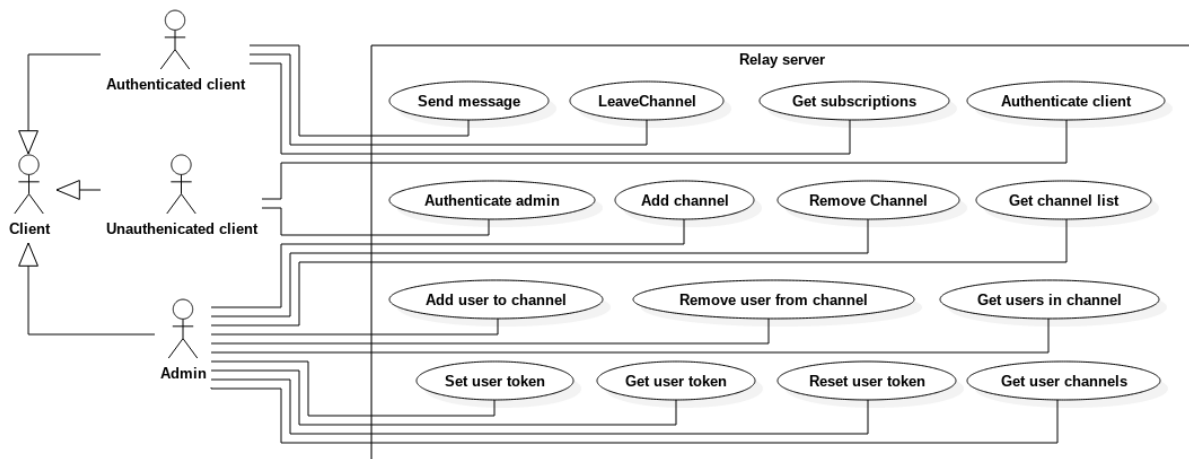 Relay server
Authenticated client
Send message
LeaveChannel
Get subscriptions
Authenticate client
Client
Unauthenicated client
Authenticate admin
Add channel
Remove Channel
Get channel list
Add user to channel
Remove user from channel
Get users in channel
Admin
Set user token
Get user token
Reset user token
Get user channels